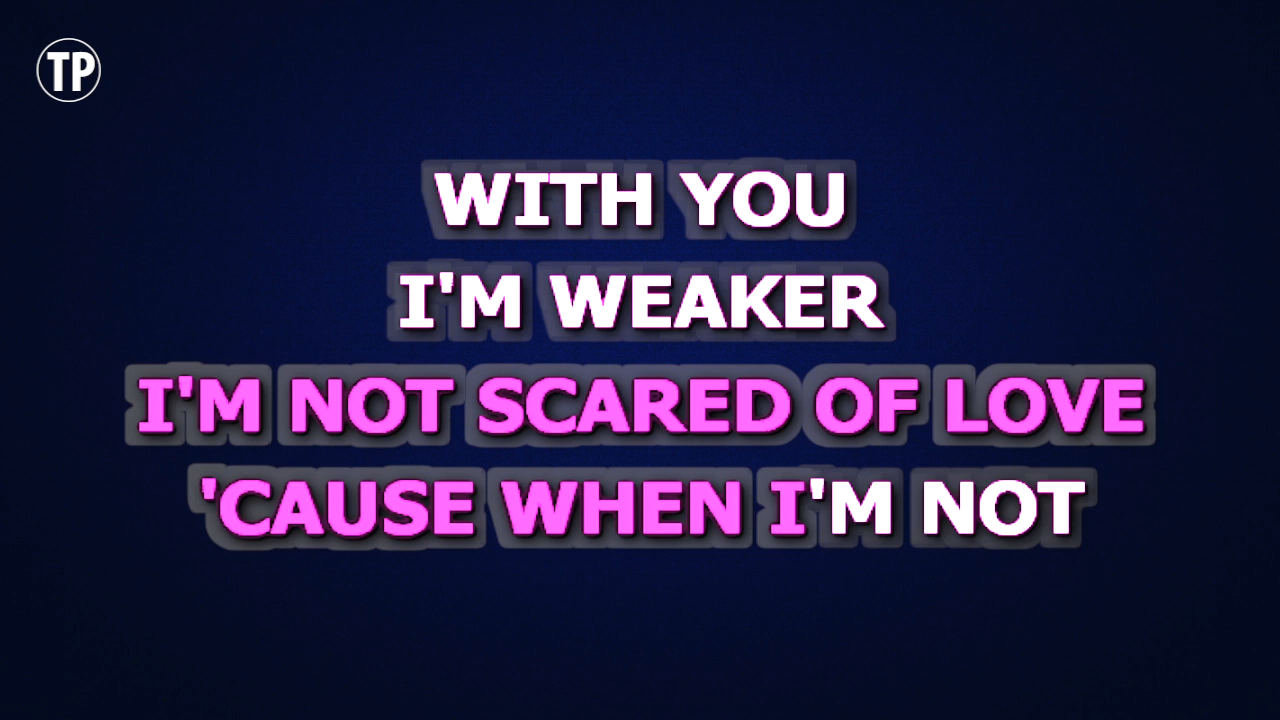 TP
WITH YOU
I'M WEAKER
I'M NOT SCARED OF LOVE
'CAUSE WHEN I'M NOT